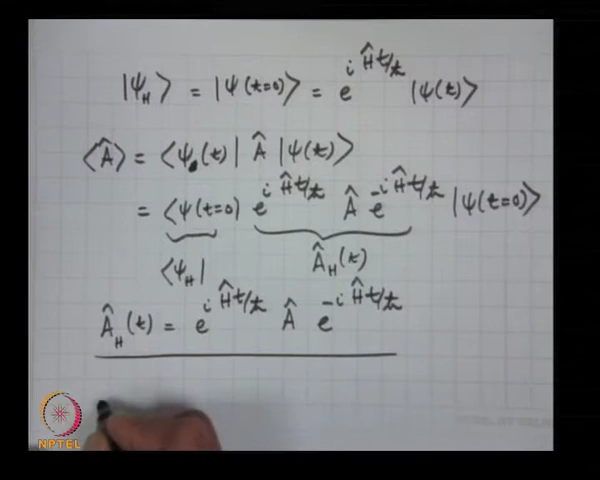 |ψ_H⟩ = |ψ(t=0)⟩ = e^{iĤt/ħ} |ψ(t)⟩
⟨Â⟩ = ⟨ψ(t)| Â |ψ(t)⟩
= ⟨ψ(t=0) e^{iĤt/ħ} Â e^{-iĤt/ħ} |ψ(t=0)⟩
⟨ψ_H| Â_H(t)
Â_H(t) = e^{iĤt/ħ} Â e^{-iĤt/ħ}
NPTEL